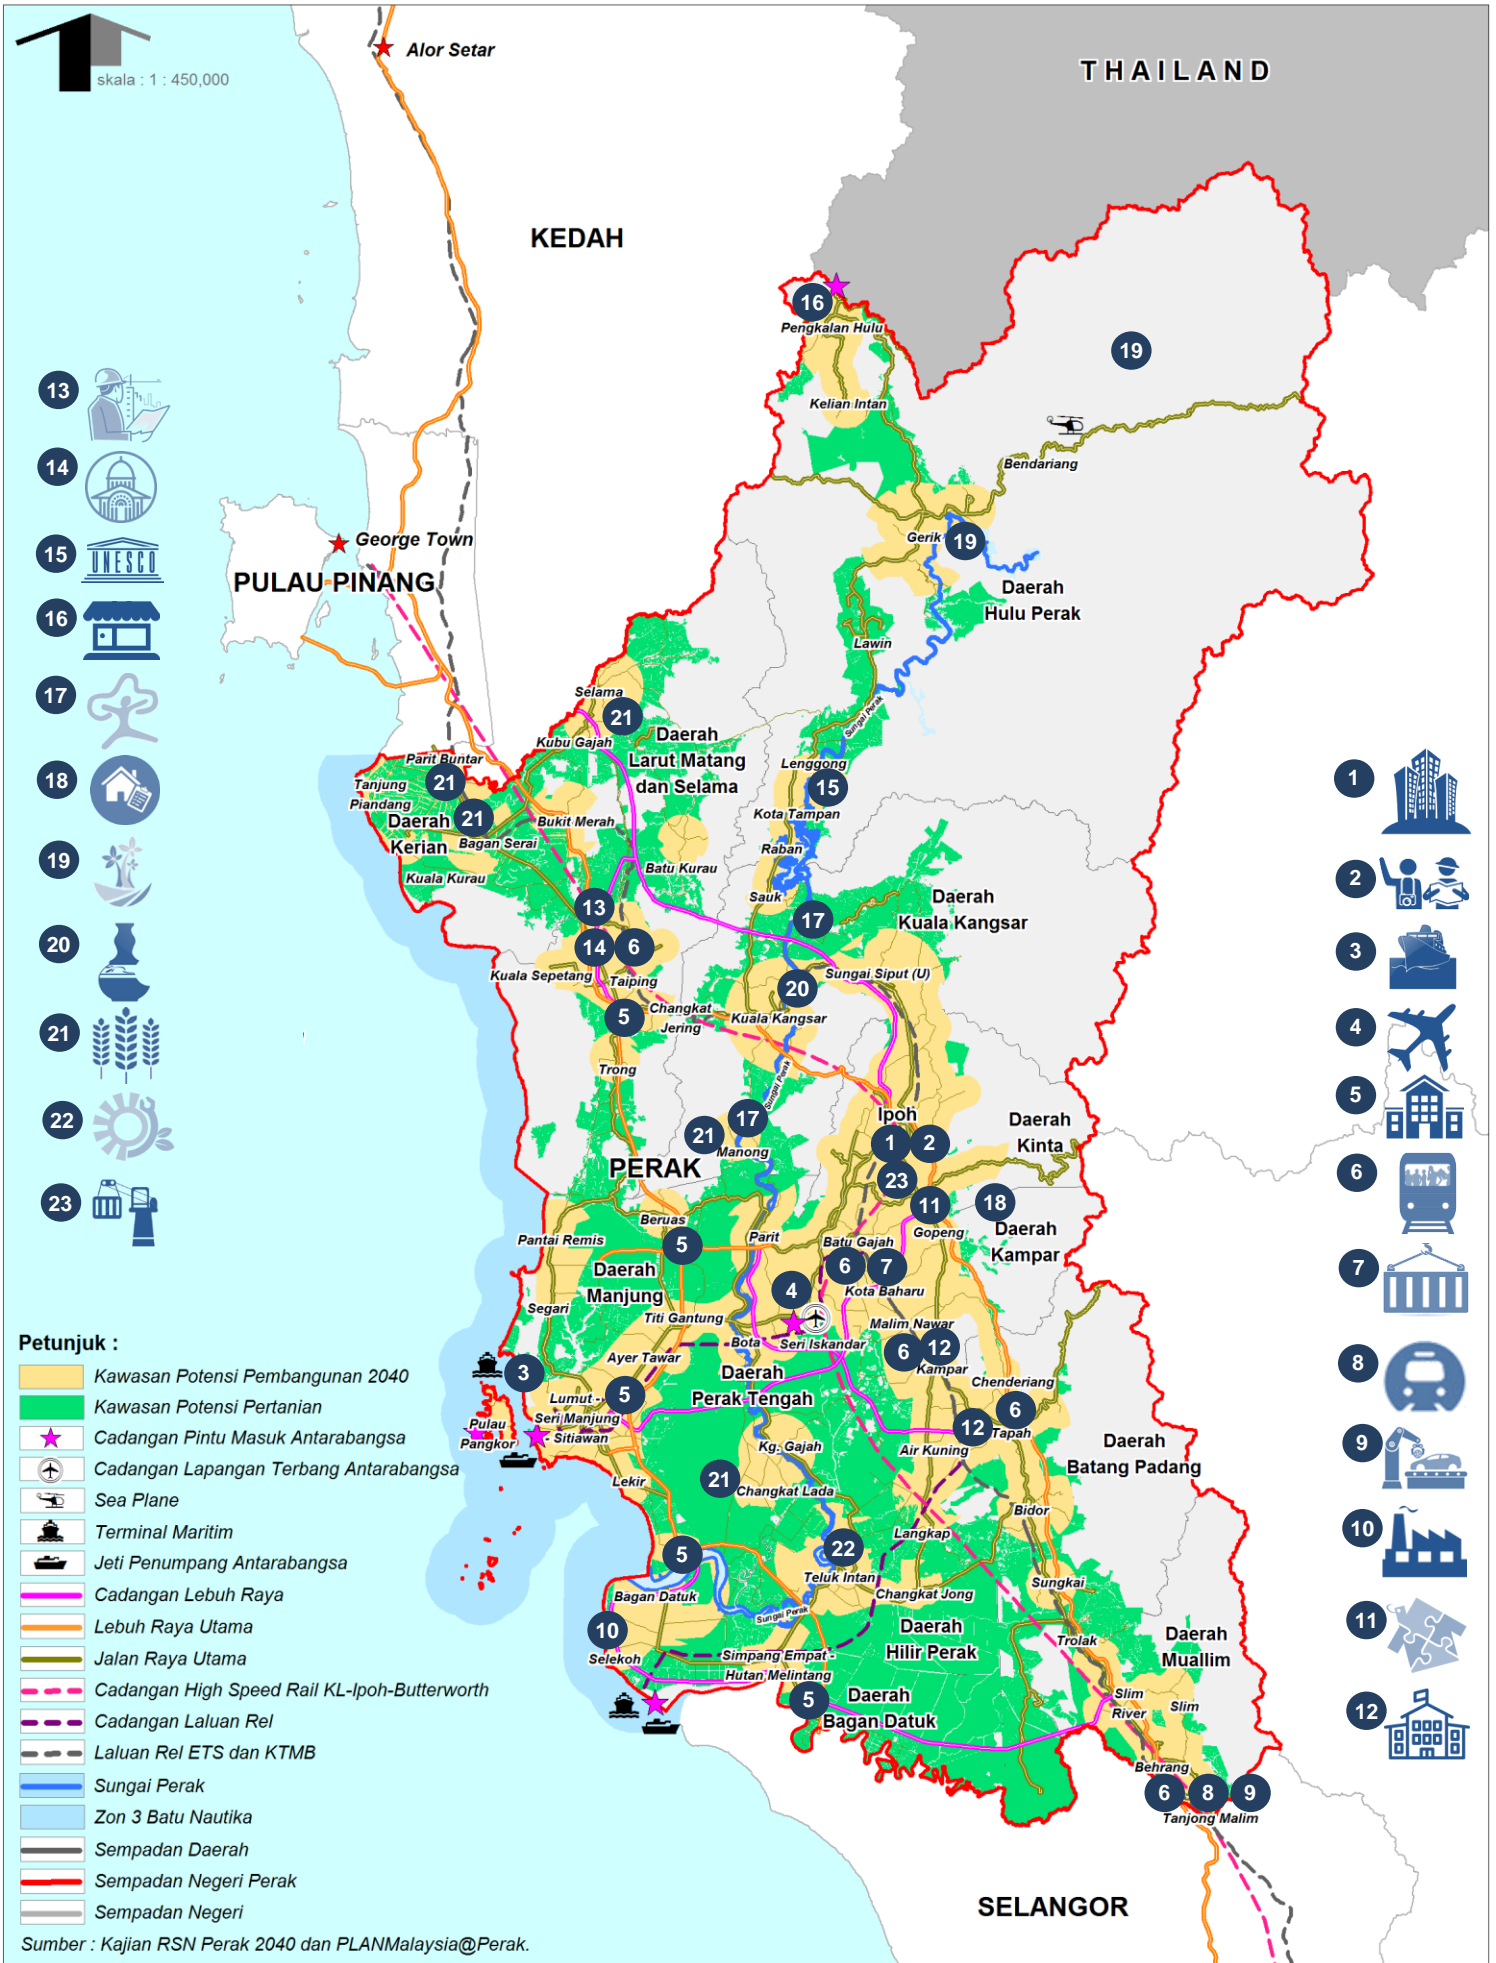 Alor Setar
skala : 1 : 450,000
THAILAND
KEDAH
16
Pengkalan Hulu
19
13
Kelian Intan
14
Bendariang
15
UNESCO
George Town
Gerik
19
PULAU PINANG
Daerah
Hulu Perak
16
Lawin
17
Selama
21
Sungai Perak
Kubu Gajah
Daerah
Larut Matang
dan Selama
Parit Buntar
Lenggong
18
Tanjung
Piandang
21
15
1
Daerah
Kerian
21
Bukit Merah
Kota Tampan
Bagan Serai
Raban
19
Kuala Kurau
Batu Kurau
2
Sauk
Daerah
Kuala Kangsar
13
17
20
14
6
3
Kuala Sepetang
Taiping
Sungai Siput (U)
20
5
Changkat
Jering
Kuala Kangsar
21
4
Trong
Sungai Perak
5
22
Ipoh
Daerah
Kinta
17
21
Manong
1
2
PERAK
6
23
23
11
18
Beruas
Gopeng
Daerah
Kampar
Pantai Remis
5
Parit
Batu Gajah
Daerah
Manjung
6
7
7
4
Kota Baharu
Segari
Titi Gantung
Malim Nawar
Bota
Seri Iskandar
Petunjuk :
6
12
8
Ayer Tawar
Kampar
3
Daerah
Perak Tengah
Chenderiang
Kawasan Potensi Pembangunan 2040
5
Lumut -
Seri Manjung
- Sitiawan
6
Kawasan Potensi Pertanian
Pulau
Pangkor
12
Tapah
Cadangan Pintu Masuk Antarabangsa
Kg. Gajah
Air Kuning
Daerah
Batang Padang
9
Cadangan Lapangan Terbang Antarabangsa
Lekir
21
Changkat Lada
Sea Plane
Bidor
Terminal Maritim
Langkap
10
Jeti Penumpang Antarabangsa
5
22
Teluk Intan
Sungkai
Cadangan Lebuh Raya
Bagan Datuk
Changkat Jong
Lebuh Raya Utama
10
Sungai Perak
Daerah
Hilir Perak
Trolak
Daerah
Muallim
11
Jalan Raya Utama
Selekoh
Simpang Empat -
Hutan Melintang
Cadangan High Speed Rail KL-Ipoh-Butterworth
5
Daerah
Bagan Datuk
Slim
River
Slim
12
Cadangan Laluan Rel
Laluan Rel ETS dan KTMB
Behrang
Sungai Perak
6
8
9
Zon 3 Batu Nautika
Tanjong Malim
Sempadan Daerah
Sempadan Negeri Perak
SELANGOR
Sempadan Negeri
Sumber : Kajian RSN Perak 2040 dan PLANMalaysia@Perak.